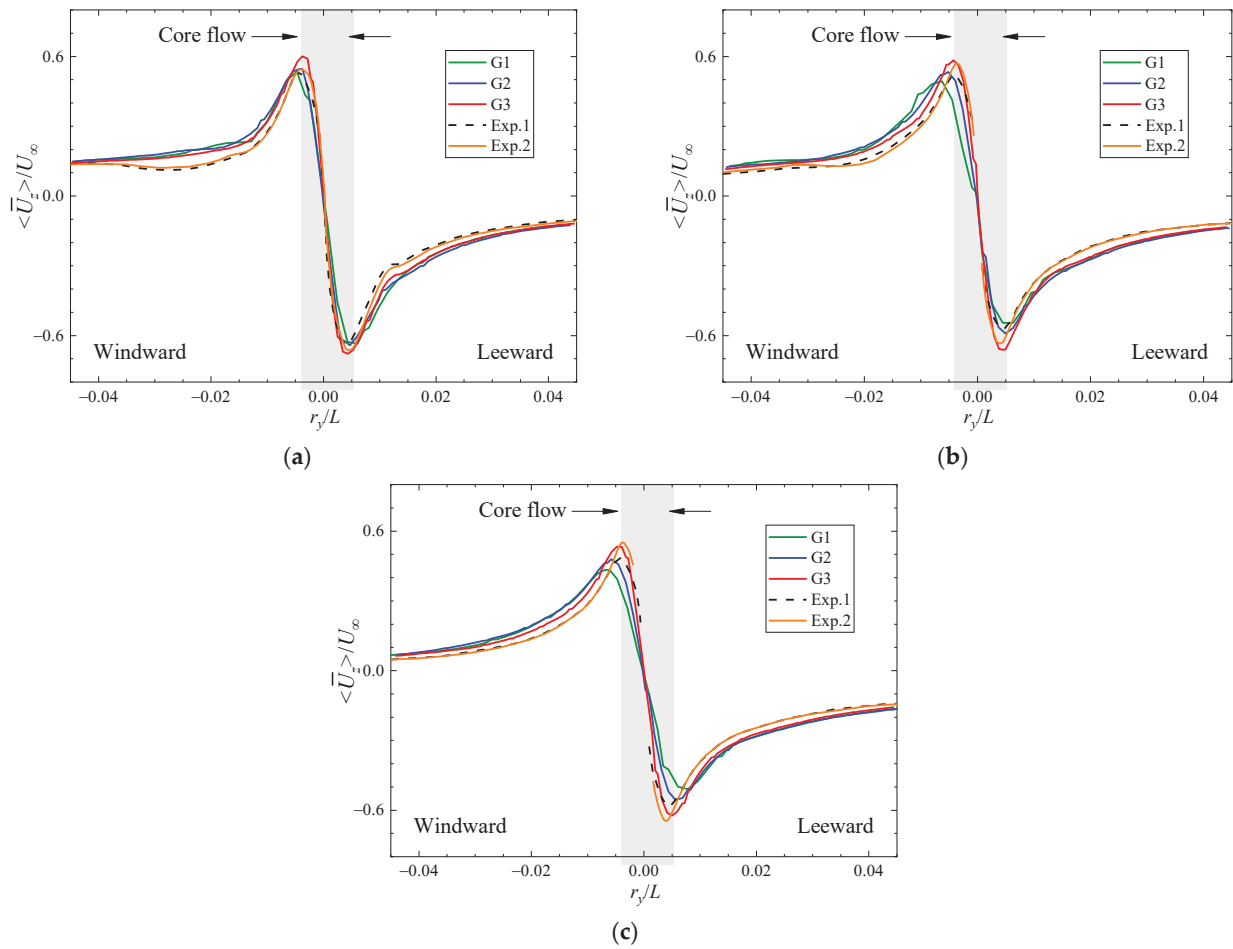 Core flow
G1
G2
G3
Exp.1
Exp.2
0.6
0.0
−0.6
<U̅z>/U∞
Windward
Leeward
−0.04 −0.02 0.00 0.02 0.04
ry/L
(a)
Core flow
G1
G2
G3
Exp.1
Exp.2
0.6
0.0
−0.6
<U̅z>/U∞
Windward
Leeward
−0.04 −0.02 0.00 0.02 0.04
ry/L
(b)
Core flow
G1
G2
G3
Exp.1
Exp.2
0.6
0.0
−0.6
<U̅z>/U∞
Windward
Leeward
−0.04 −0.02 0.00 0.02 0.04
ry/L
(c)